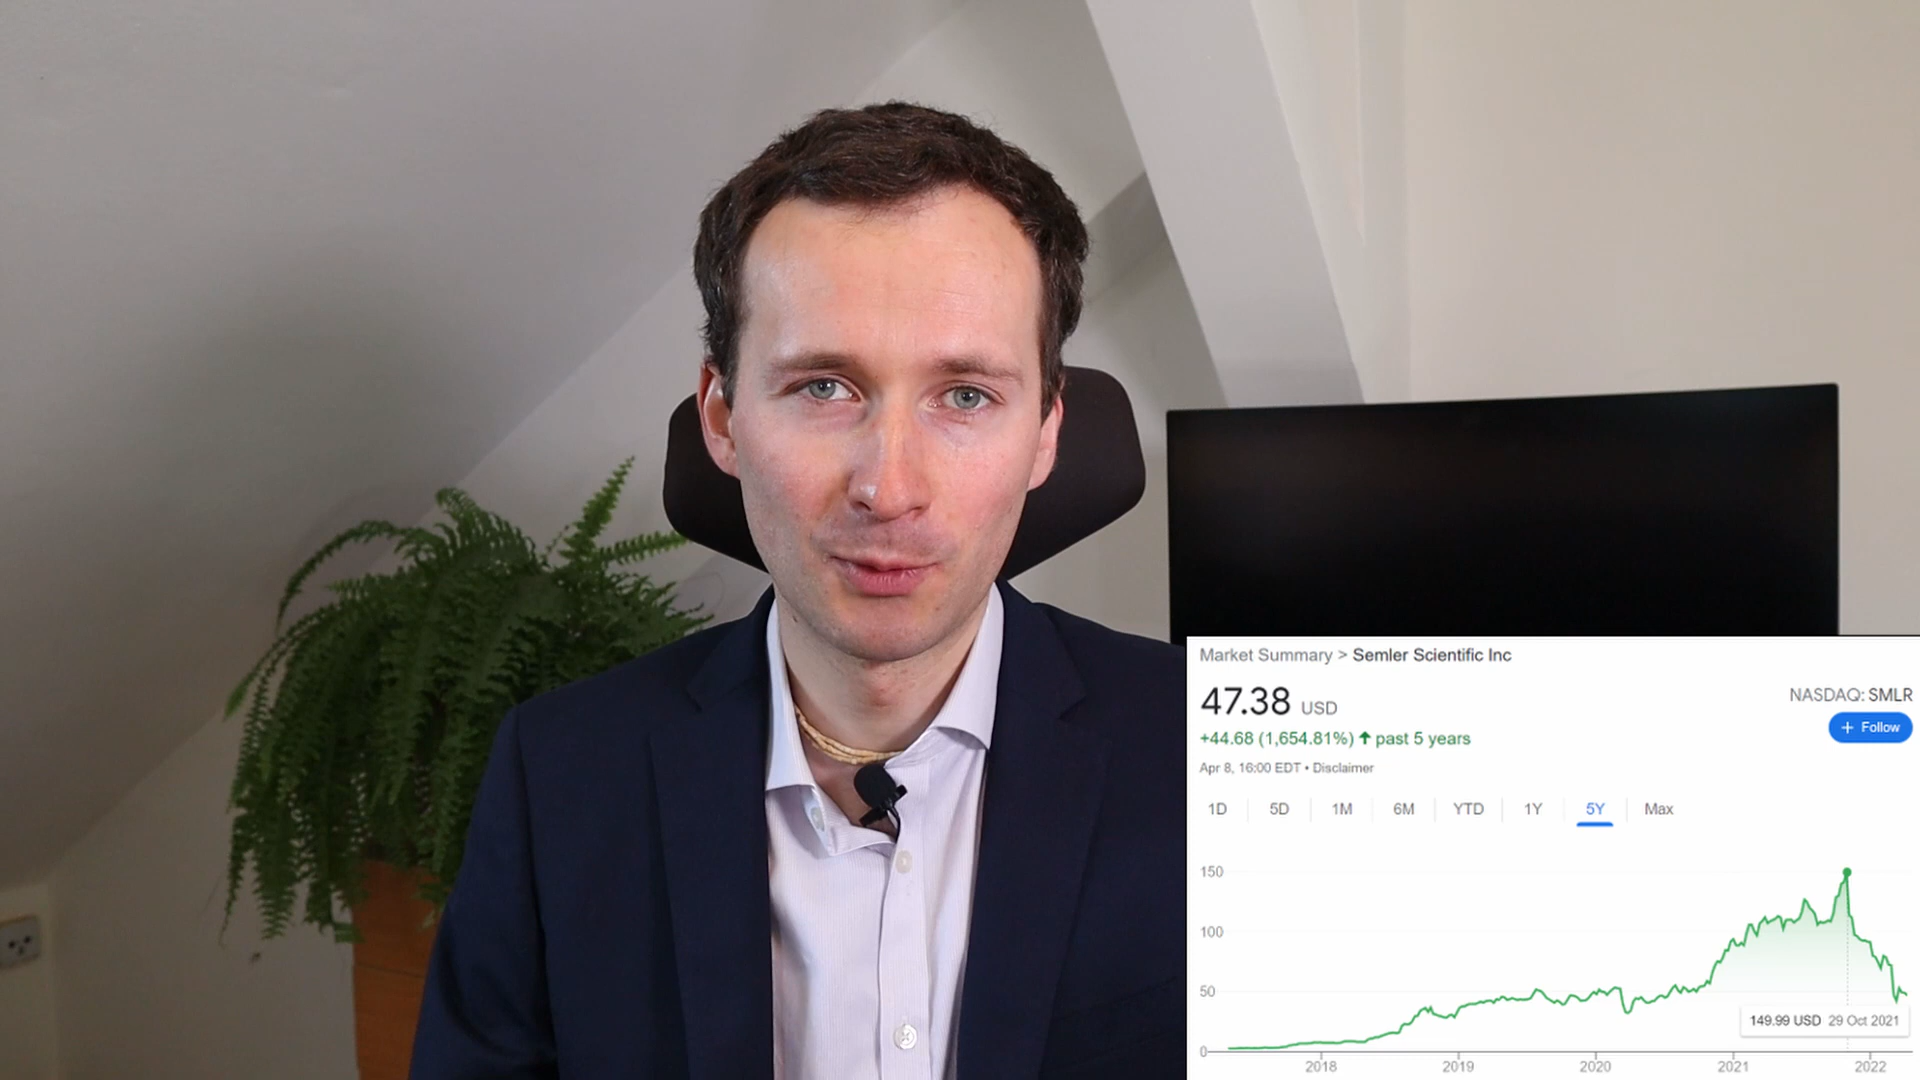 Market Summary > Semler Scientific Inc
47.38 USD
NASDAQ: SMLR
+ Follow
+44.68 (1,654.81%) ↑ past 5 years
Apr 8, 16:00 EDT • Disclaimer
1D 5D 1M 6M YTD 1Y 5Y Max
150
100
50
149.99 USD 29 Oct 2021
0
2018 2019 2020 2021 2022